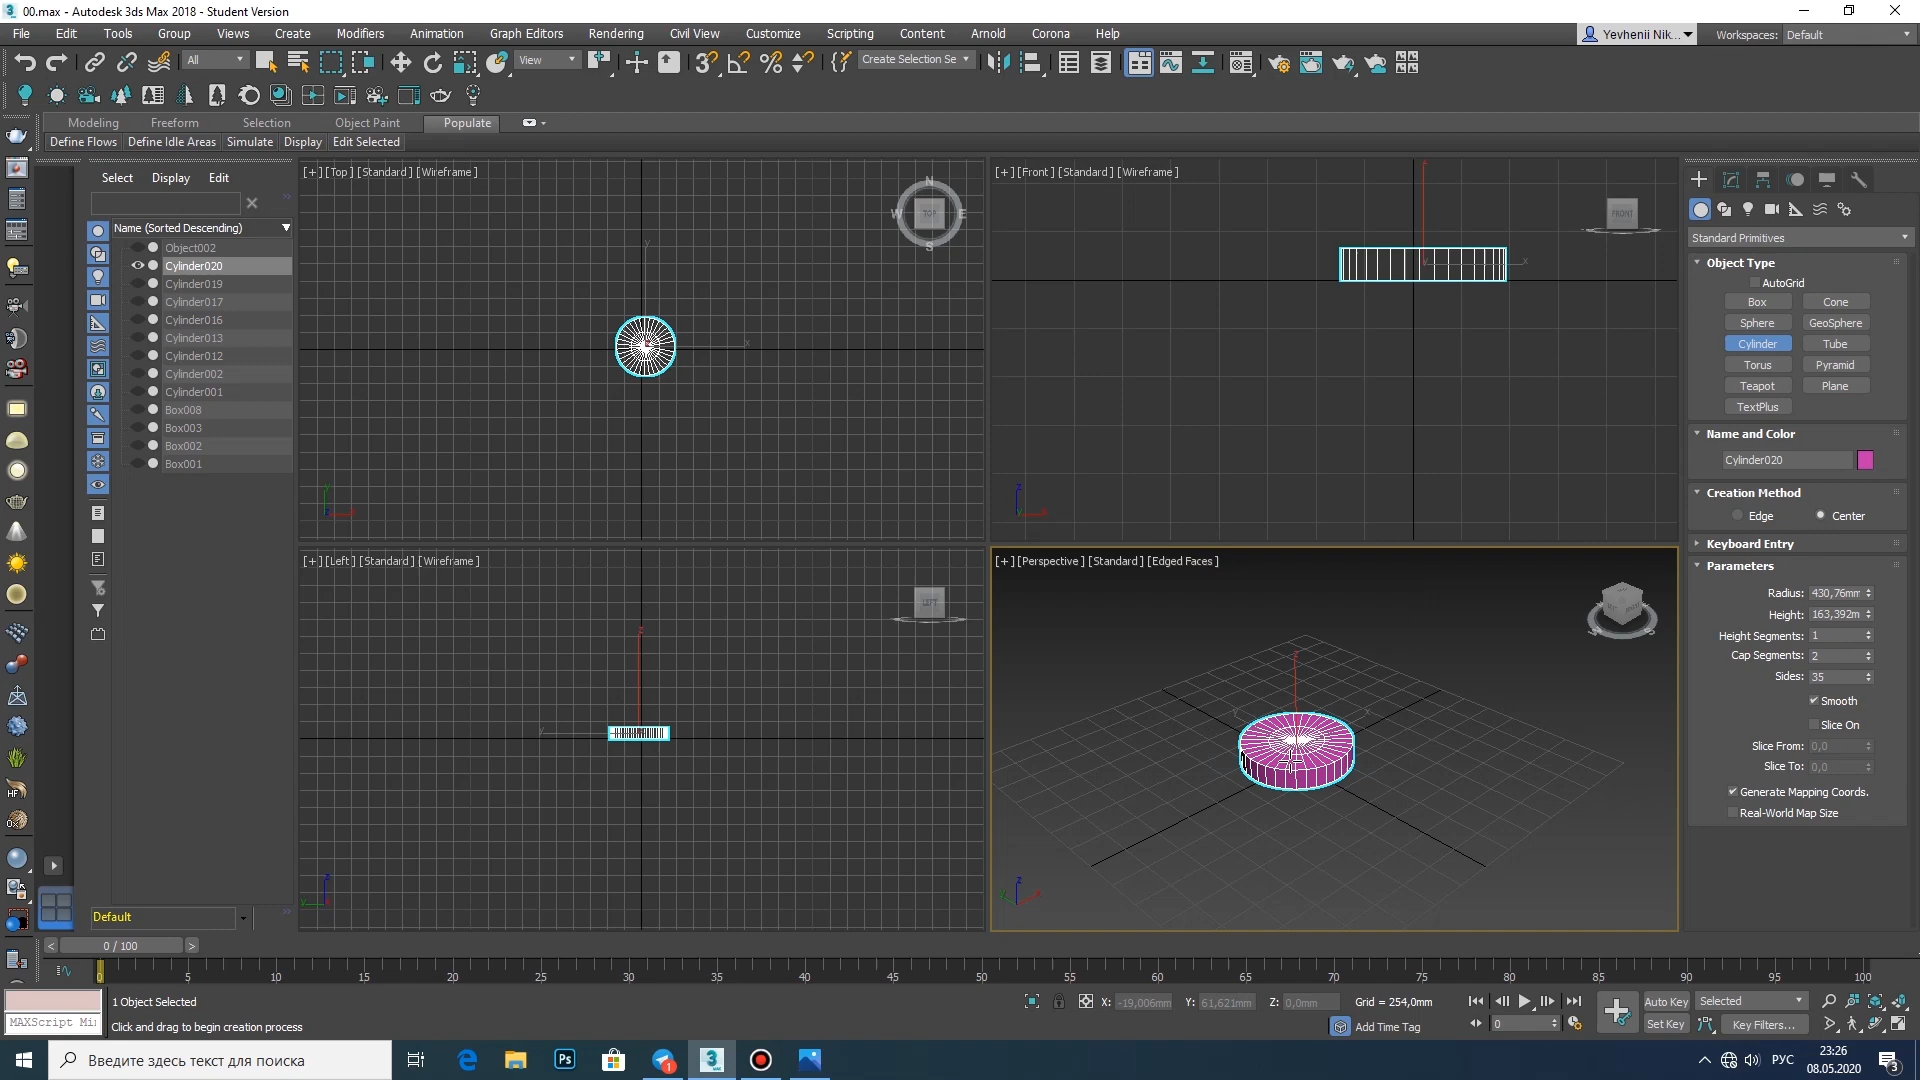 00.max - Autodesk 3ds Max 2018 - Student Version
File Edit Tools Group Views Create Modifiers Animation Graph Editors Rendering Civil View Customize Scripting Content Arnold Corona Help
Yevhenii Nik...
Workspaces: Default
All
View
Create Selection Se
Modeling Freeform Selection Object Paint Populate
Define Flows Define Idle Areas Simulate Display Edit Selected
Select Display Edit
Name (Sorted Descending)
Object002
Cylinder020
Cylinder019
Cylinder017
Cylinder016
Cylinder013
Cylinder012
Cylinder002
Cylinder001
Box008
Box003
Box002
Box001
Default
[+] [Top] [Standard] [Wireframe]
N
W TOP E
S
[+] [Front] [Standard] [Wireframe]
FRONT
[+] [Left] [Standard] [Wireframe]
LEFT
[+] [Perspective] [Standard] [Edged Faces]
Standard Primitives
Object Type
AutoGrid
Box Cone
Sphere GeoSphere
Cylinder Tube
Torus Pyramid
Teapot Plane
TextPlus
Name and Color
Cylinder020
Creation Method
Edge Center
Keyboard Entry
Parameters
Radius: 430,76mm
Height: 163,392m
Height Segments: 1
Cap Segments: 2
Sides: 35
Smooth
Slice On
Slice From: 0,0
Slice To: 0,0
Generate Mapping Coords.
Real-World Map Size
< 0 / 100 >
0 5 10 15 20 25 30 35 40 45 50 55 60 65 70 75 80 85 90 95 100
1 Object Selected
X: -19,006mm Y: 61,621mm Z: 0,0mm Grid = 254,0mm
Auto Key Selected
MAXScript Mi
Click and drag to begin creation process
Add Time Tag
0
Set Key Key Filters...
Введите здесь текст для поиска
Ps
1
3
РУС
23:26
08.05.2020
3